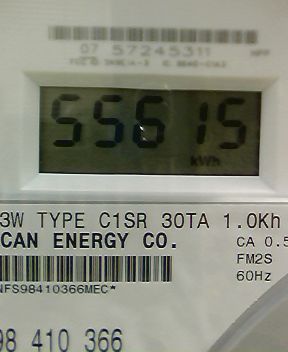 07 57245311
55615
kWh
3W TYPE C1SR 30TA 1.0Kh
CAN ENERGY CO.
CA 0.5
FM2S
60Hz
NFS98410366MEC*
98 410 366